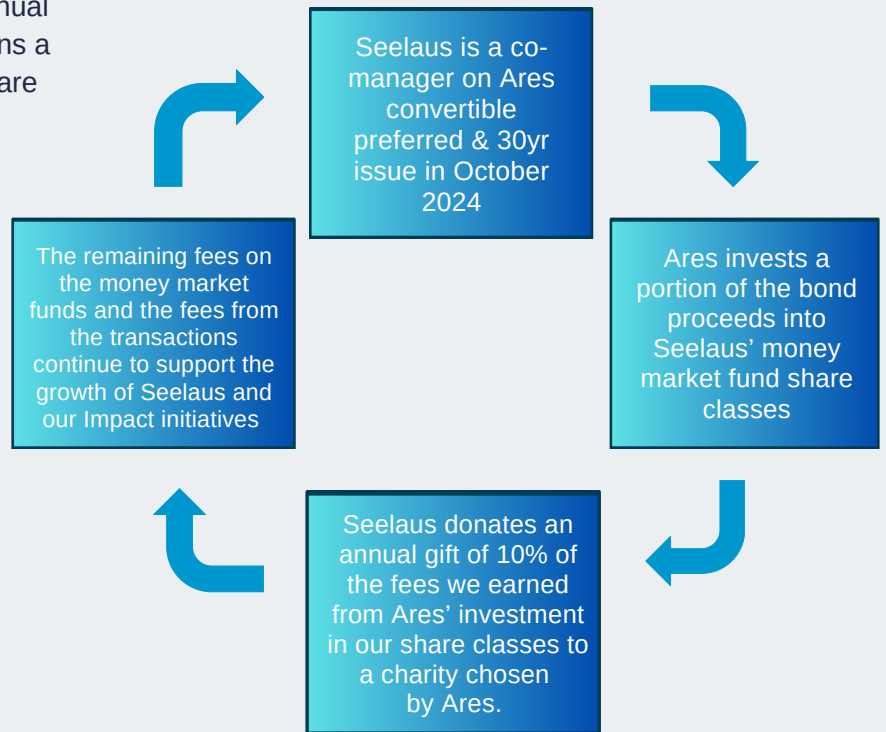 ns a
Seelaus is a co-
manager on Ares
convertible
preferred & 30yr
issue in October
2024
Ares invests a
portion of the bond
proceeds into
Seelaus’ money
market fund share
classes
Seelaus donates an
annual gift of 10% of
the fees we earned
from Ares’ investment
in our share classes to
a charity chosen
by Ares.
The remaining fees on
the money market
funds and the fees from
the transactions
continue to support the
growth of Seelaus and
our Impact initiatives